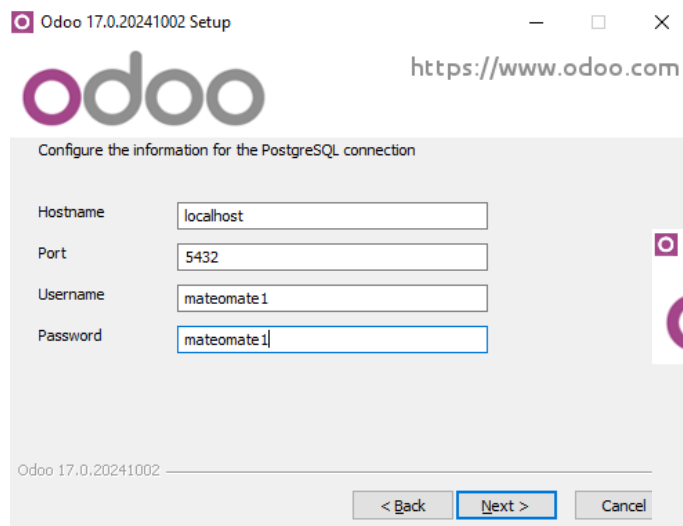 Odoo 17.0.20241002 Setup
odoo
https://www.odoo.com
Configure the information for the PostgreSQL connection
Hostname localhost
Port 5432
Username mateomate1
Password mateomate1
Odoo 17.0.20241002
< Back Next > Cancel